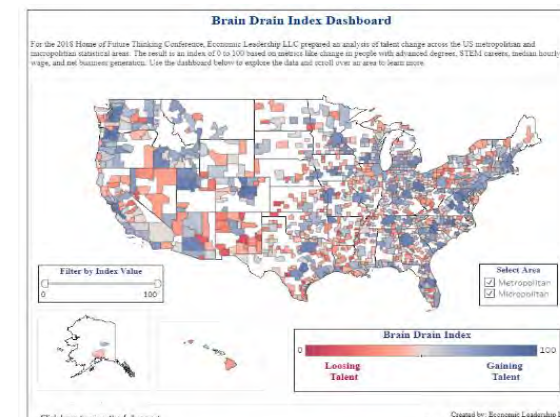 Brain Drain Index Dashboard
For the 2018 Home of Future Thinking Conference, Economic Leadership LLC prepared an analysis of talent change across the US metropolitan and
micropolitan statistical areas. The result is an index of 0 to 100 based on metrics like change in people with advanced degrees, STEM careers, median hourly
wage, and net business generation. Use the dashboard below to explore the data and scroll over an area to learn more.
Filter by Index Value
0 100
Select Area
Metropolitan
Micropolitan
Brain Drain Index
0 100
Loosing Gaining
Talent Talent
Created by: Economic Leadership